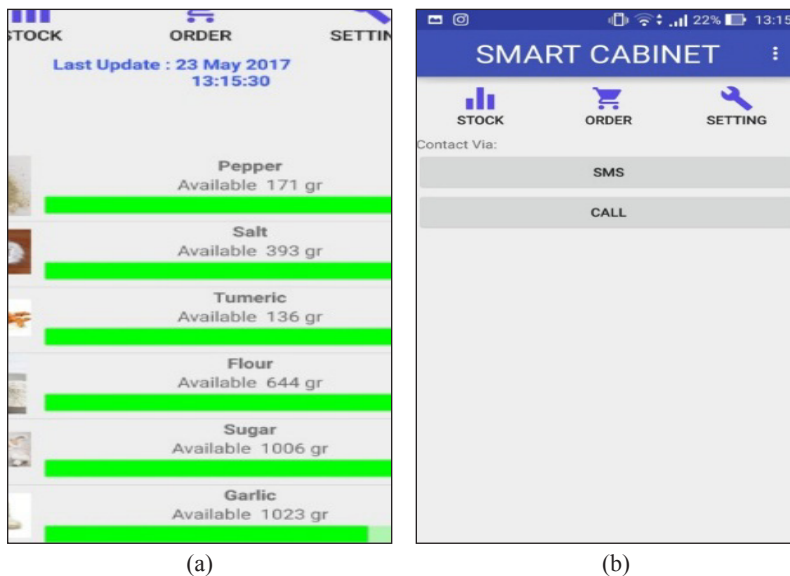 STOCK ORDER SETTIN
Last Update : 23 May 2017
13:15:30
Pepper
Available 171 gr
Salt
Available 393 gr
Tumeric
Available 136 gr
Flour
Available 644 gr
Sugar
Available 1006 gr
Garlic
Available 1023 gr
(a)
22% 13:15
SMART CABINET
STOCK ORDER SETTING
Contact Via:
SMS
CALL
(b)